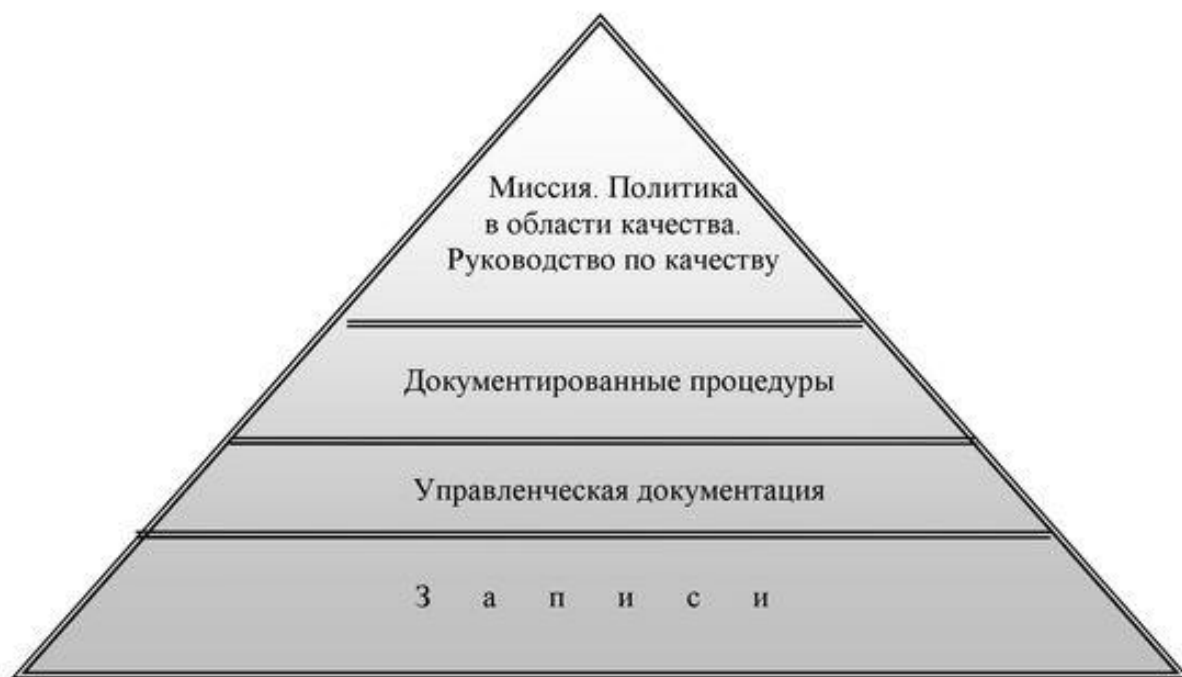 Миссия. Политика
в области качества.
Руководство по качеству
Документированные процедуры
Управленческая документация
З а п и с и